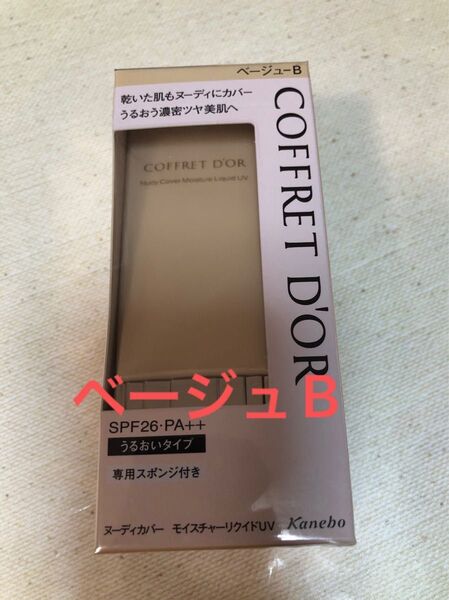 ベージューB
乾いた肌もヌーディにカバー
うるおう濃密ツヤ美肌へ
COFFRET D'OR
COFFRET D'OR
Nudy Cover Moisture Liquid UV
ベージュB
SPF26·PA++
うるおいタイプ
専用スポンジ付き
ヌーディカバー モイスチャーリクイドUV Kanebo